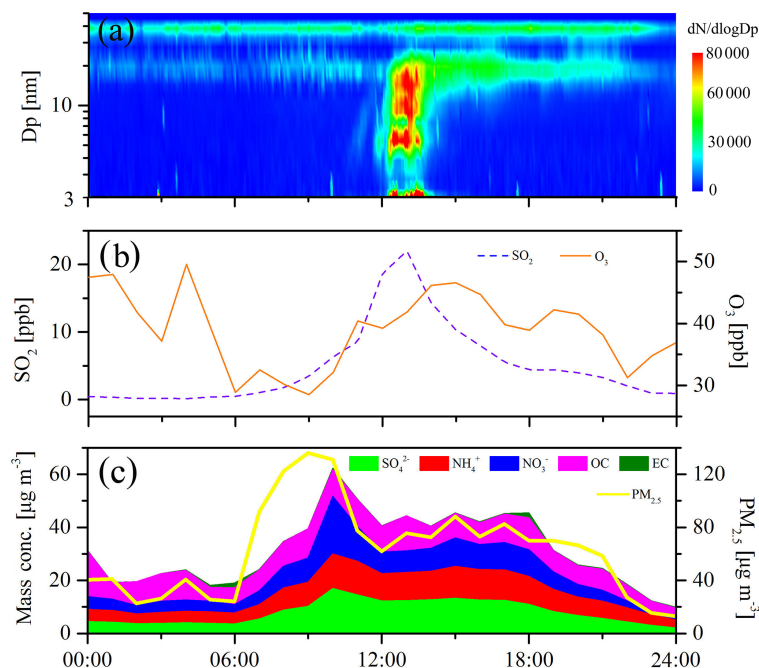 (a)
dN/dlogDp
80 000
30 000
0
Dp [nm]
10
3
(b)
SO₂
O₃
SO₂ [ppb]
20
10
0
O₃ [ppb]
50
40
30
(c)
SO₄²⁻
NH₄⁺
NO₃⁻
OC
EC
PM₂.₅
Mass conc. [µg m⁻³]
60
40
20
0
PM₂.₅ [µg m⁻³]
120
80
40
0
00:00
06:00
12:00
18:00
24:00